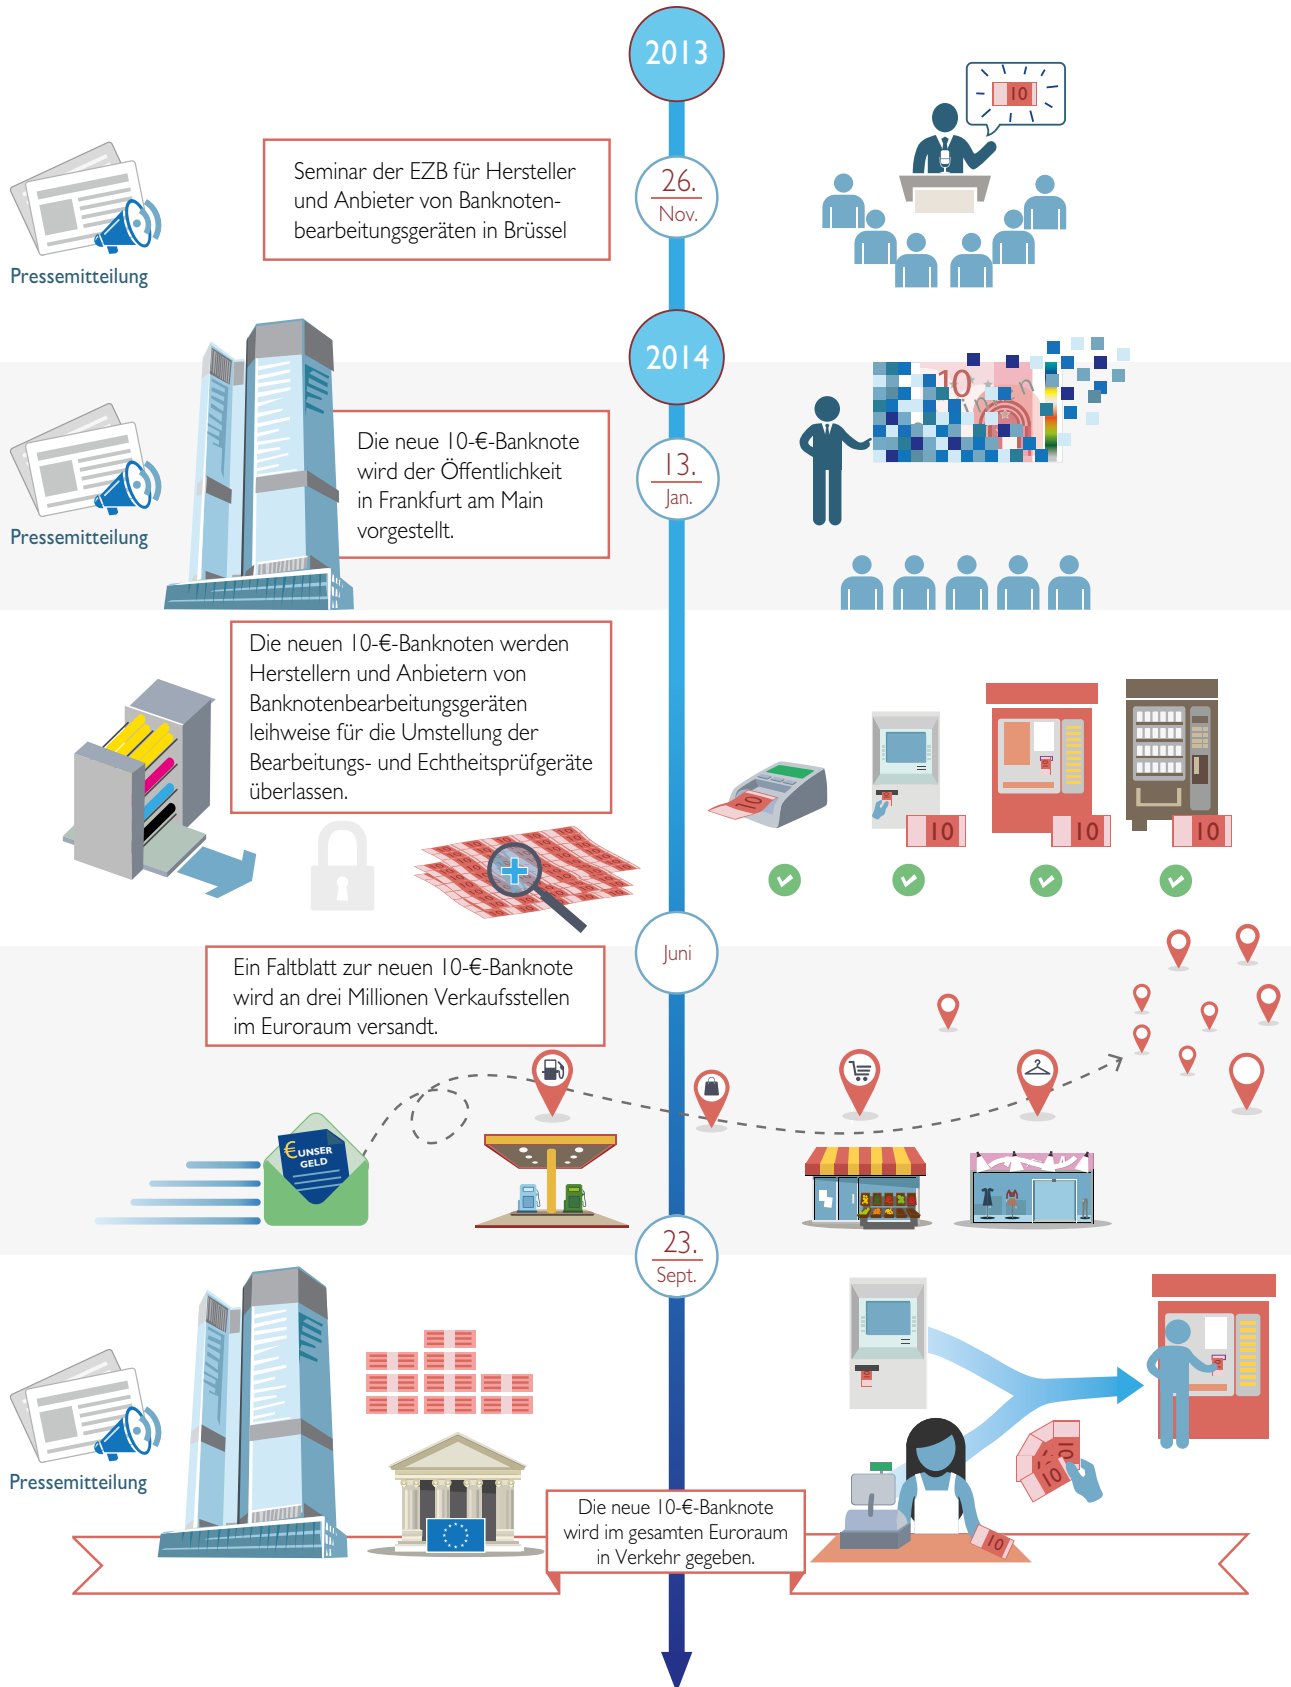 2013
10
Seminar der EZB für Hersteller
und Anbieter von Banknoten-
bearbeitungsgeräten in Brüssel
26.
Nov.
Pressemitteilung
2014
10
Die neue 10-€-Banknote
wird der Öffentlichkeit
in Frankfurt am Main
vorgestellt.
13.
Jan.
Pressemitteilung
Die neuen 10-€-Banknoten werden
Herstellern und Anbietern von
Banknotenbearbeitungsgeräten
leihweise für die Umstellung der
Bearbeitungs- und Echtheitsprüfgeräte
überlassen.
10
10
10
10
Juni
Ein Faltblatt zur neuen 10-€-Banknote
wird an drei Millionen Verkaufsstellen
im Euroraum versandt.
€ UNSER
GELD
23.
Sept.
Pressemitteilung
10
10
10
Die neue 10-€-Banknote
wird im gesamten Euroraum
in Verkehr gegeben.